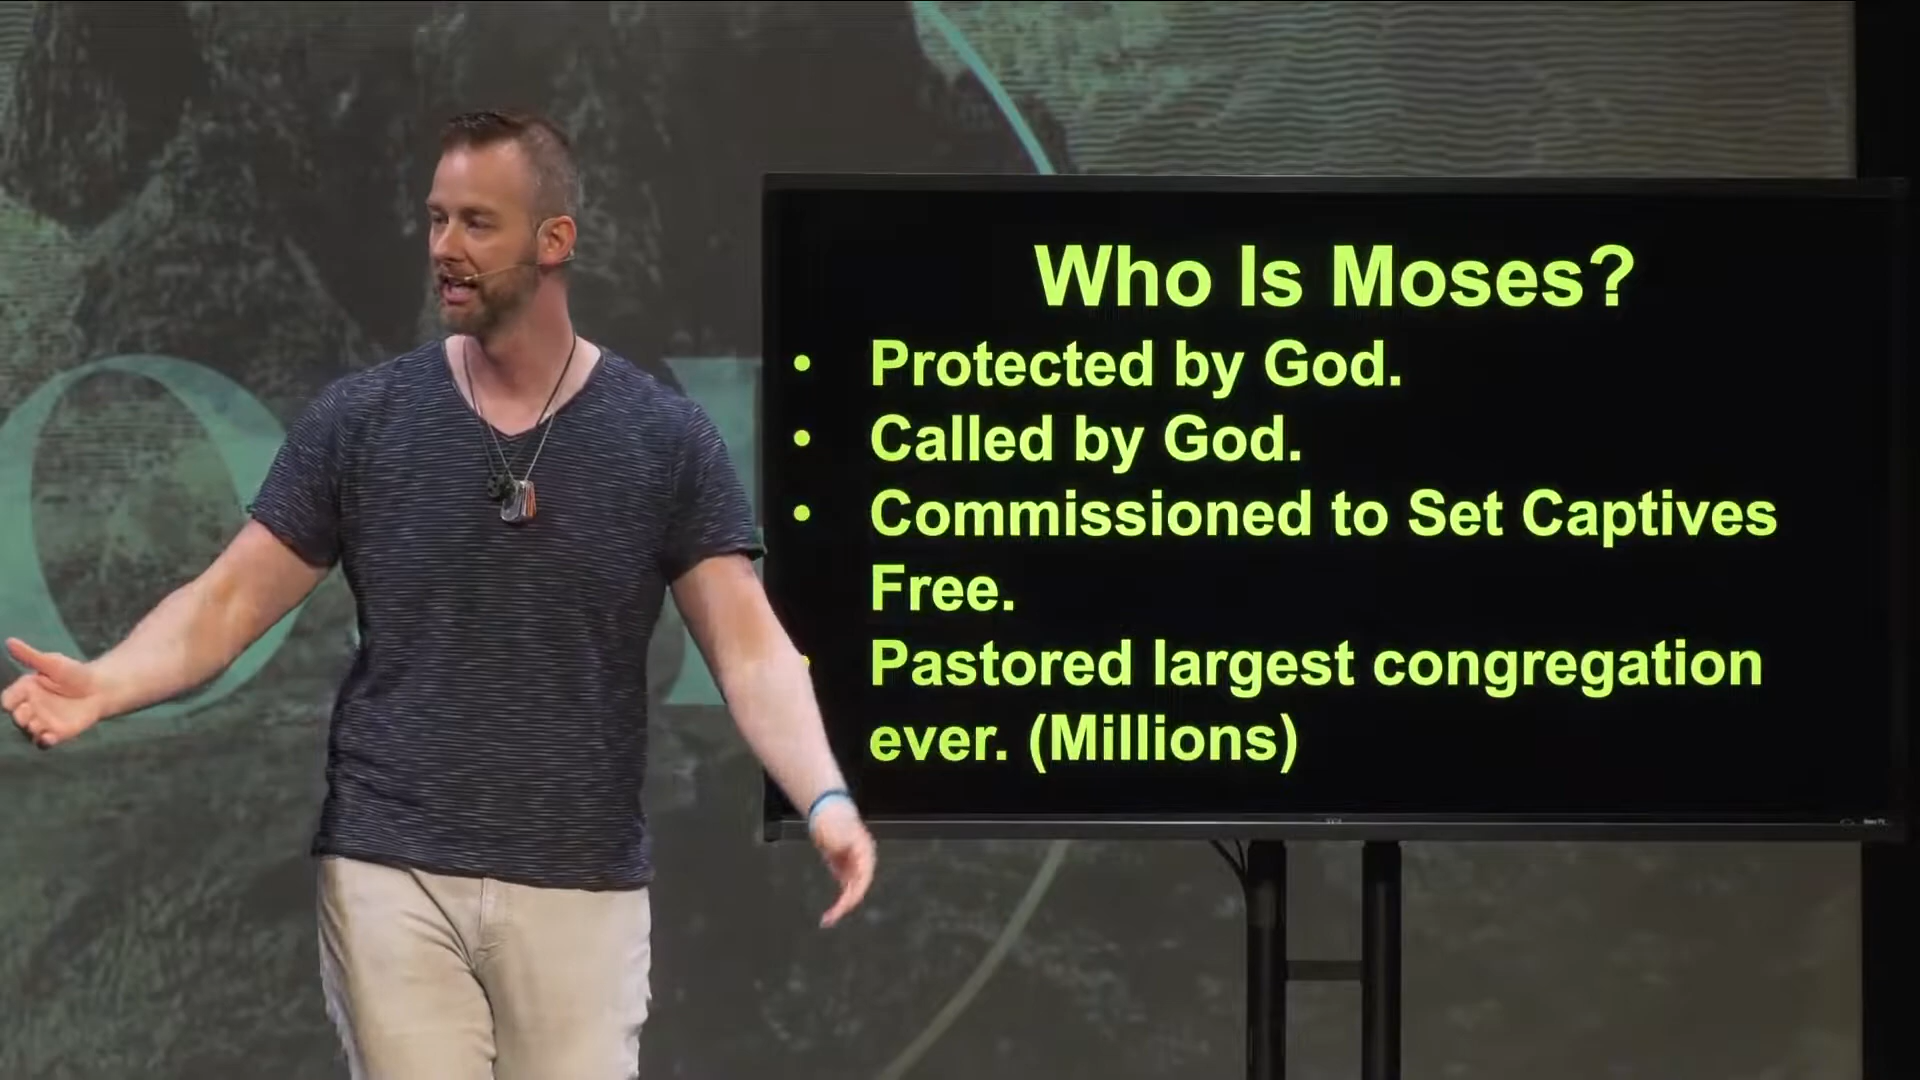 Who Is Moses?
• Protected by God.
• Called by God.
• Commissioned to Set Captives
Free.
• Pastored largest congregation
ever. (Millions)